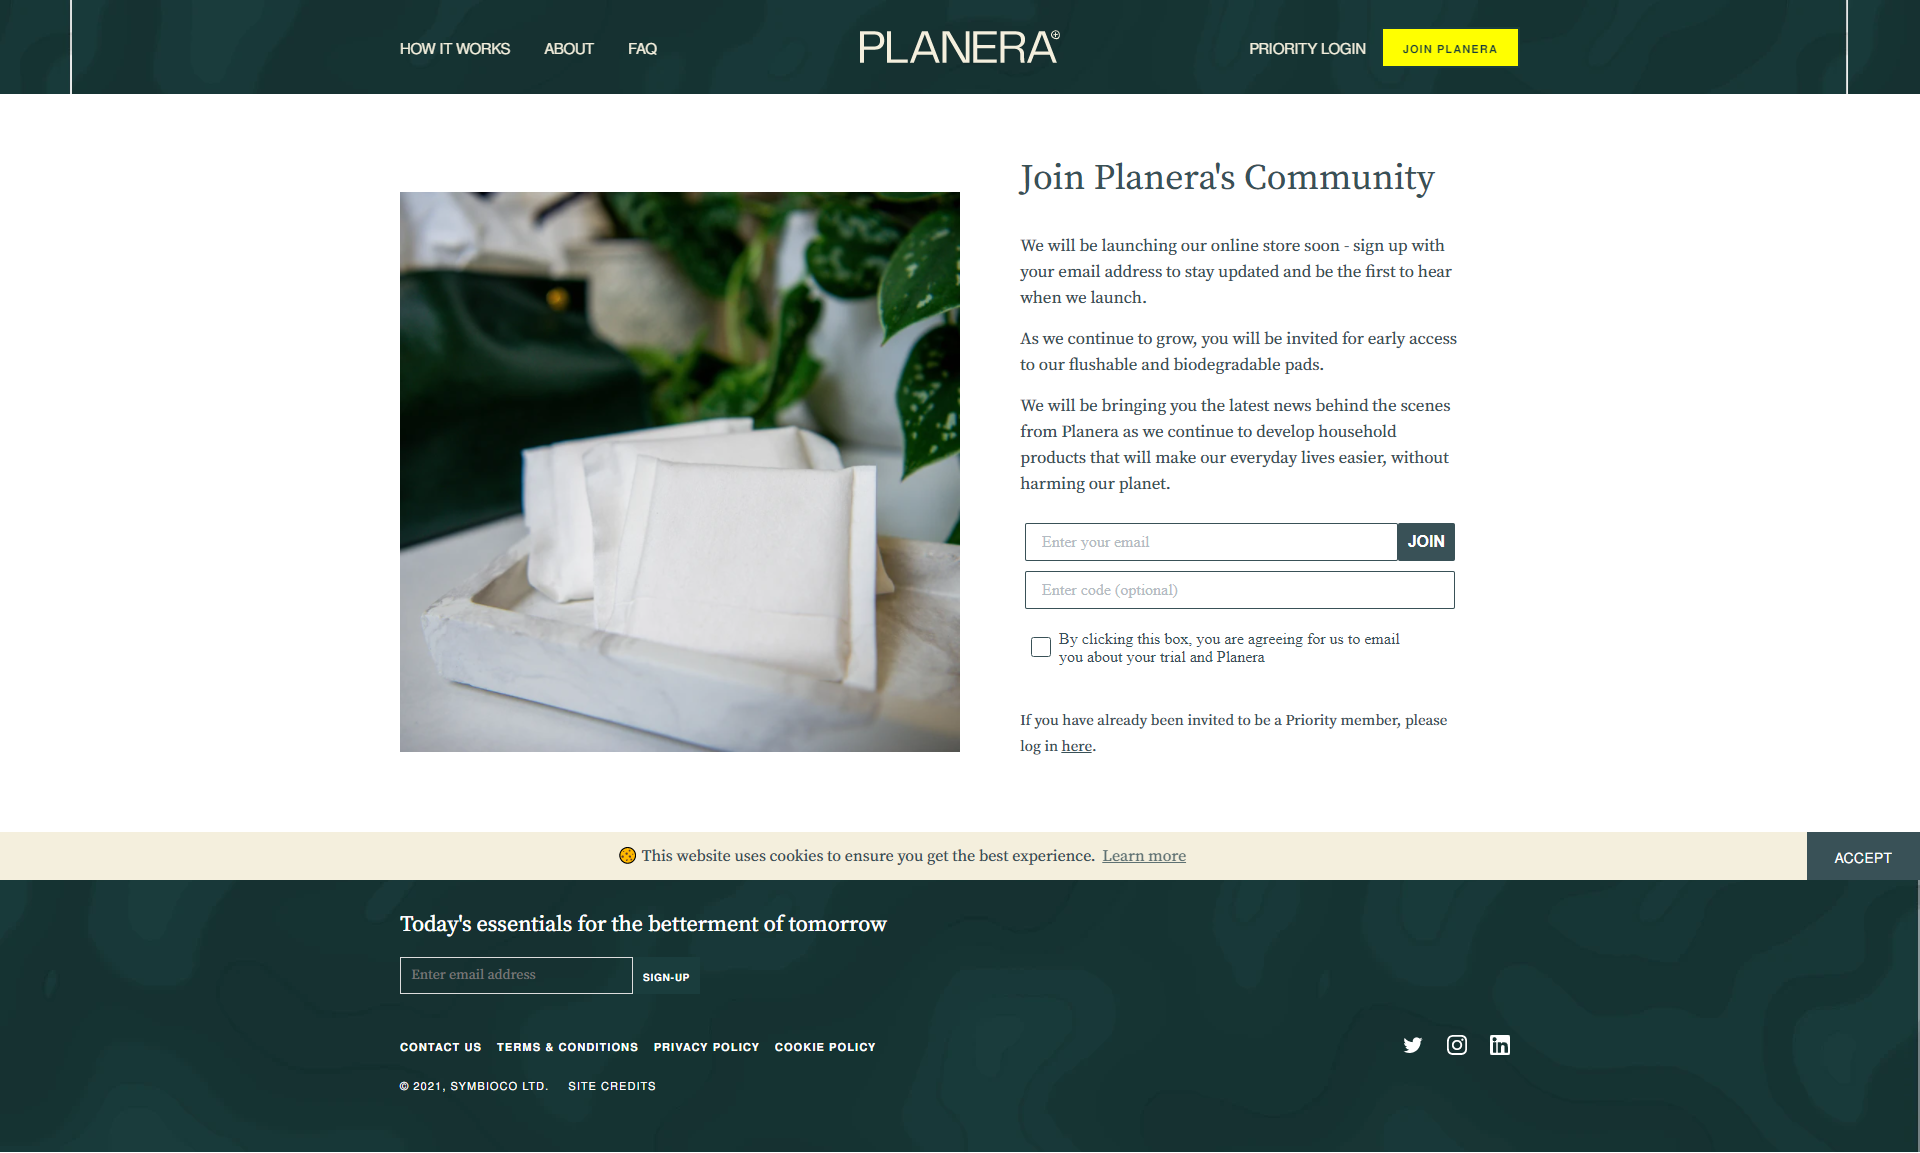 HOW IT WORKS
ABOUT
FAQ
PLANERA
PRIORITY LOGIN
JOIN PLANERA
Join Planera's Community
We will be launching our online store soon - sign up with
your email address to stay updated and be the first to hear
when we launch.
As we continue to grow, you will be invited for early access
to our flushable and biodegradable pads.
We will be bringing you the latest news behind the scenes
from Planera as we continue to develop household
products that will make our everyday lives easier, without
harming our planet.
Enter your email
JOIN
Enter code (optional)
By clicking this box, you are agreeing for us to email
you about your trial and Planera
If you have already been invited to be a Priority member, please
log in here.
This website uses cookies to ensure you get the best experience. Learn more
ACCEPT
Today's essentials for the betterment of tomorrow
Enter email address
SIGN-UP
CONTACT US
TERMS & CONDITIONS
PRIVACY POLICY
COOKIE POLICY
© 2021, SYMBIOCO LTD.
SITE CREDITS